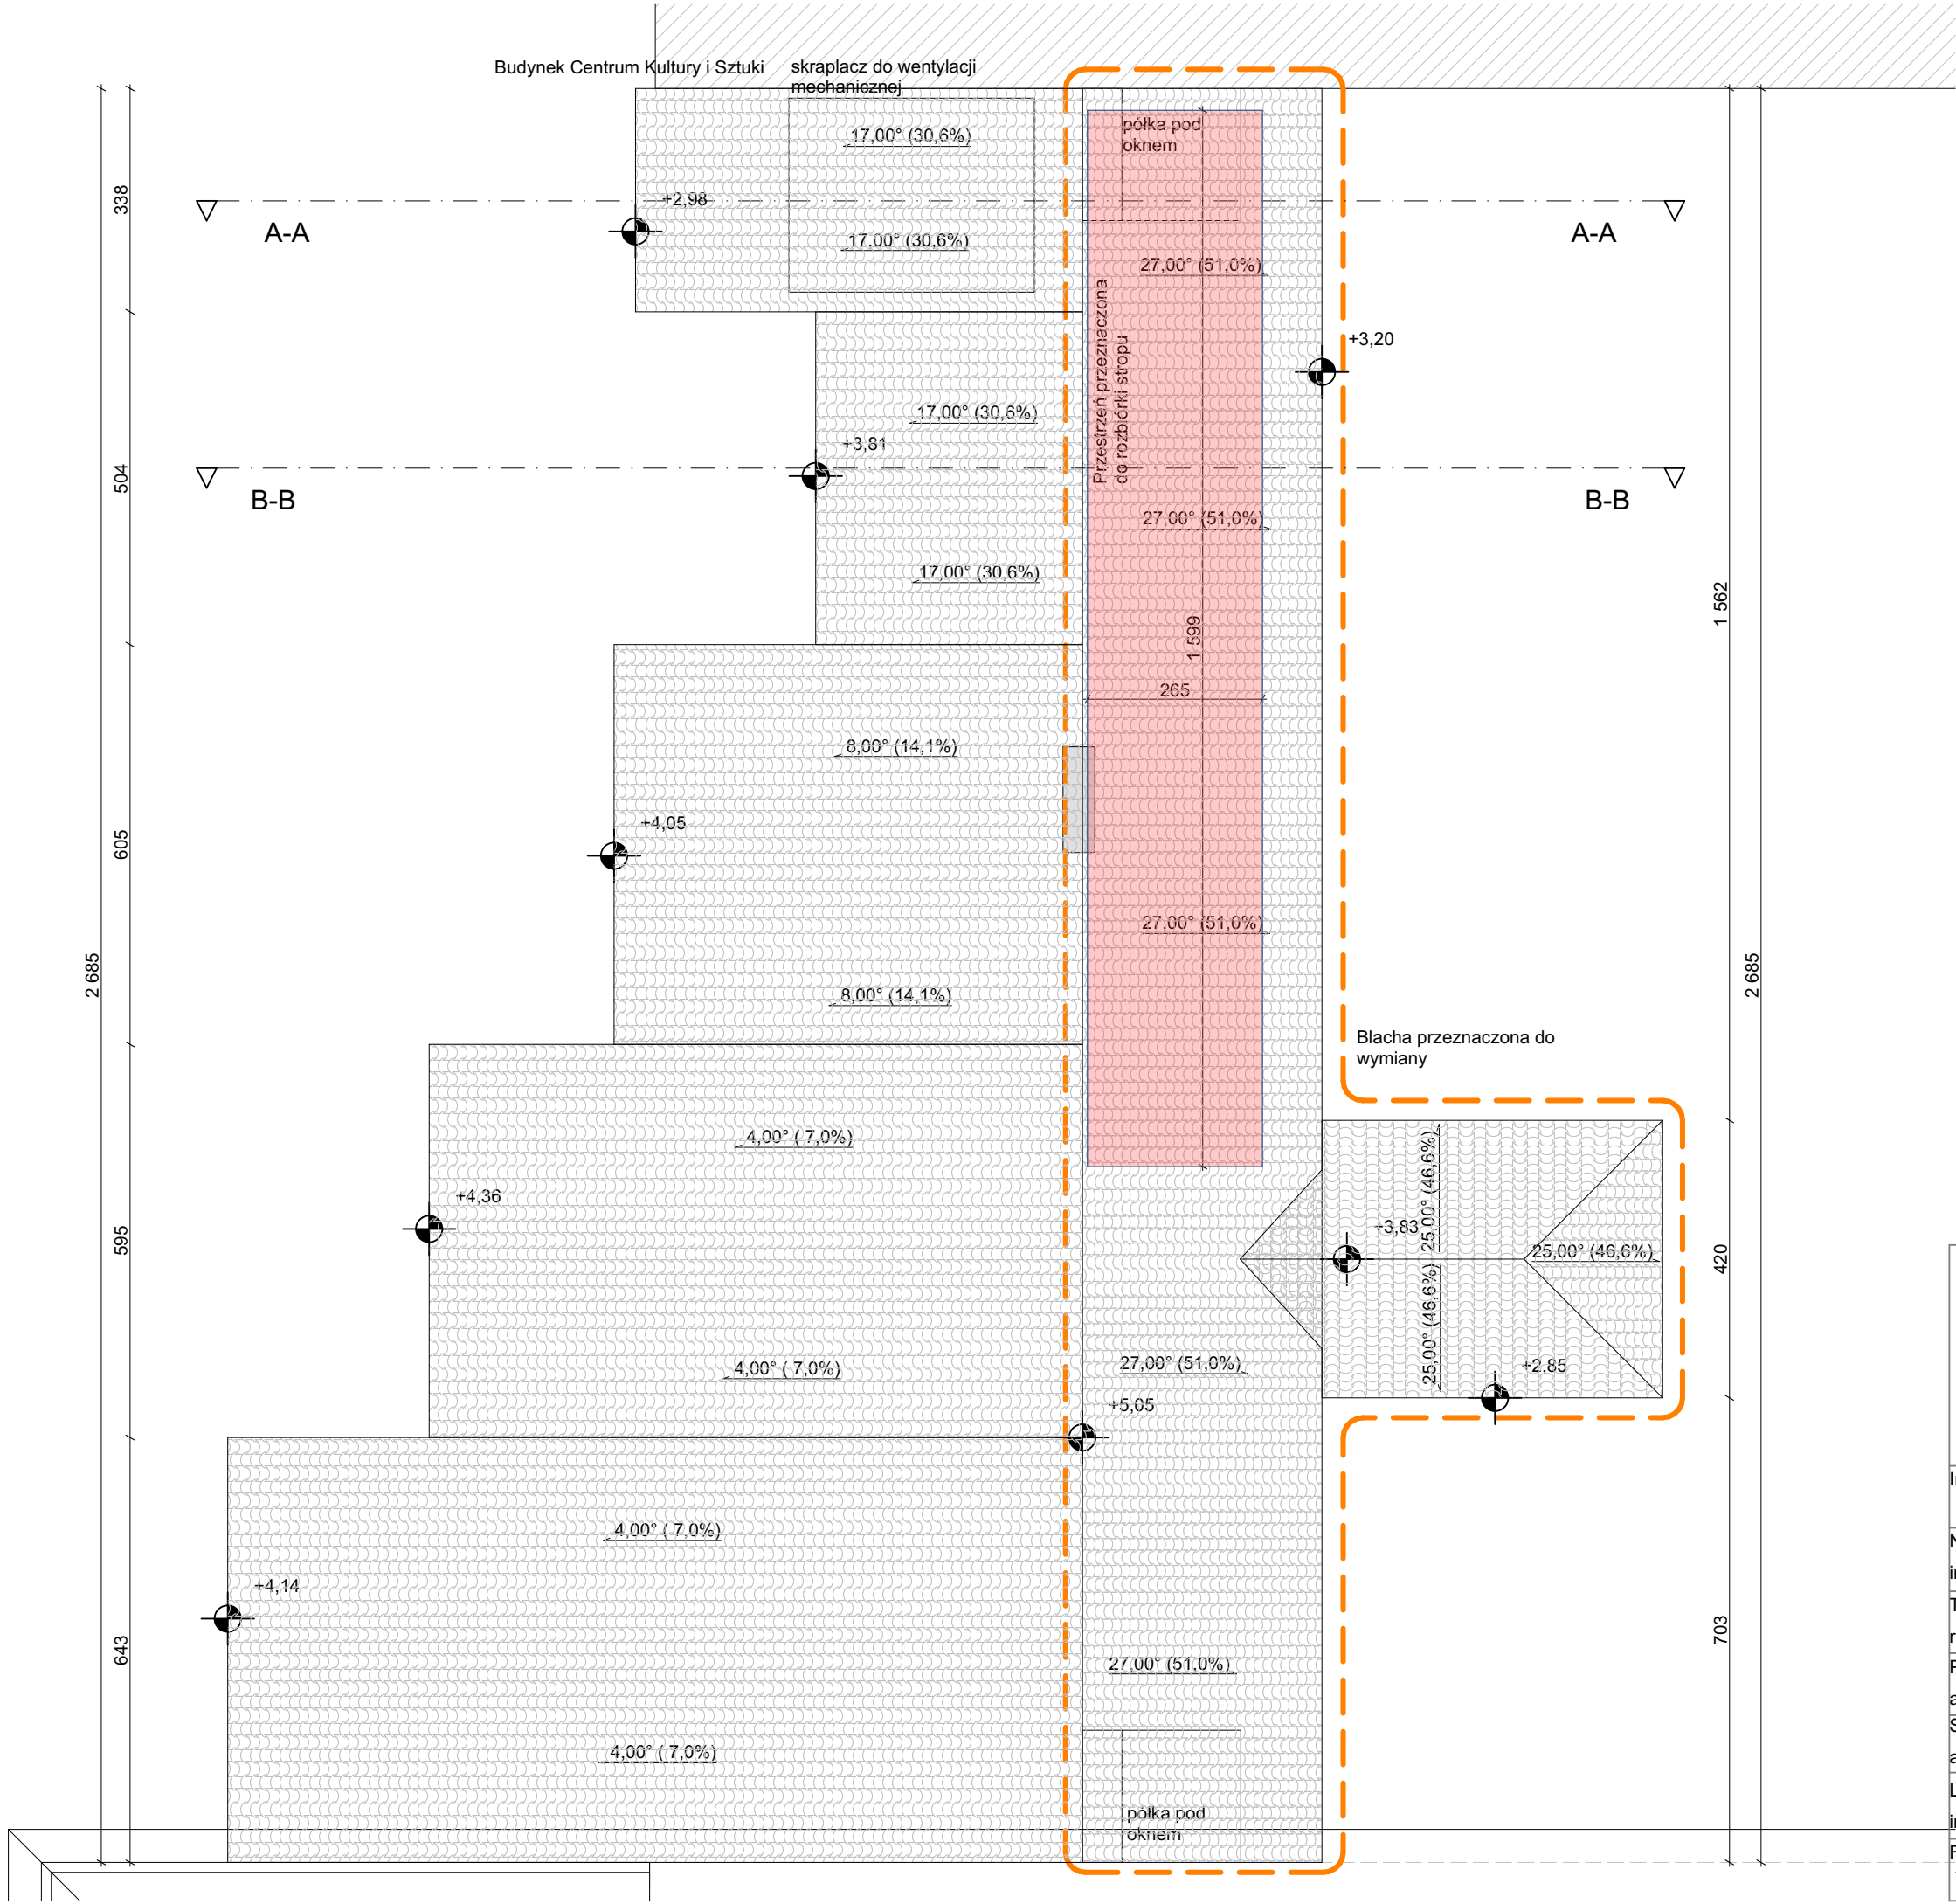 Budynek Centrum Kultury i Sztuki
skraplacz do wentylacji
mechanicznej
17,00° (30,6%)
półka pod
oknem
338
+2,98
A-A
A-A
17,00° (30,6%)
27,00° (51,0%)
Przestrzeń przeznaczona
do rozbiórki stropu
+3,20
17,00° (30,6%)
+3,81
504
B-B
B-B
27,00° (51,0%)
17,00° (30,6%)
1 562
1 599
265
8,00° (14,1%)
+4,05
605
27,00° (51,0%)
2 685
2 685
8,00° (14,1%)
Blacha przeznaczona do
wymiany
4,00° ( 7,0%)
25,00° (46,6%)
+4,36
+3,83
595
25,00° (46,6%)
420
25,00° (46,6%)
4,00° ( 7,0%)
27,00° (51,0%)
+2,85
+5,05
4,00° ( 7,0%)
+4,14
643
703
27,00° (51,0%)
4,00° ( 7,0%)
półka pod
oknem